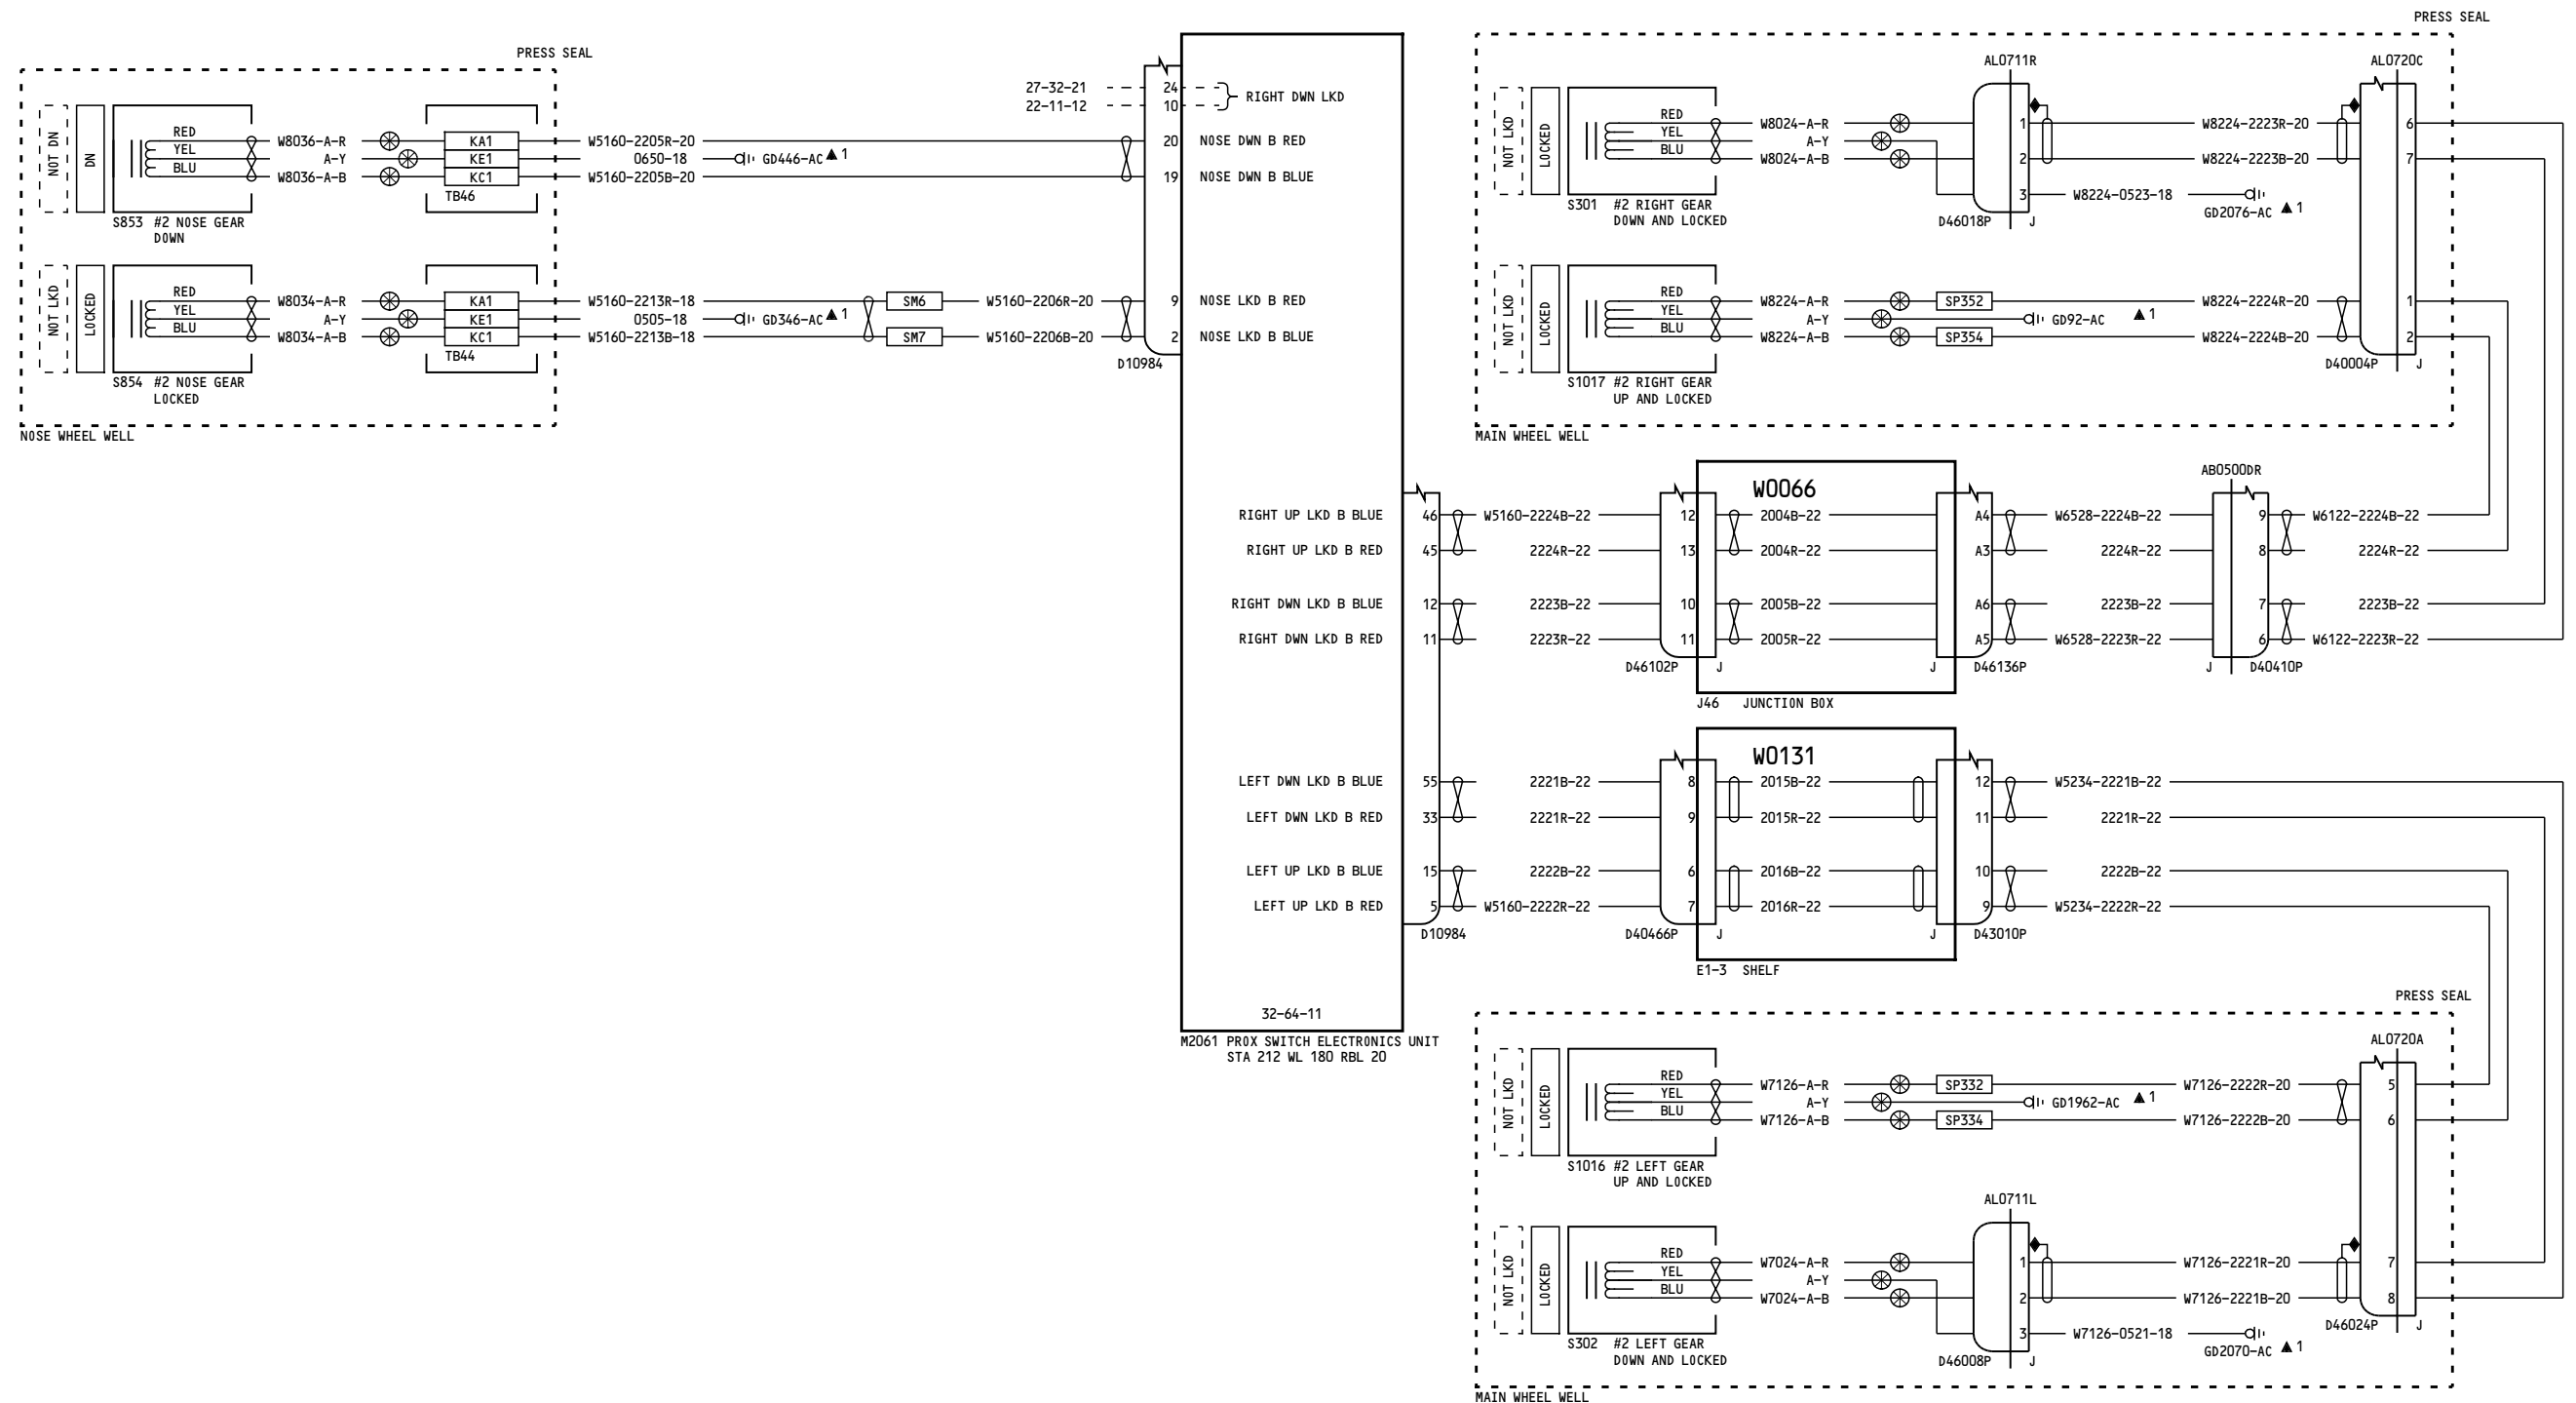 PRESS SEAL
NOT DN
DN
RED
YEL
BLU
W8036-A-R
A-Y
W8036-A-B
KA1
KE1
KC1
TB46
S853 #2 NOSE GEAR
DOWN
W5160-2205R-20
0650-18
GD446-AC ▲ 1
W5160-2205B-20
NOT LKD
LOCKED
RED
YEL
BLU
W8034-A-R
A-Y
W8034-A-B
KA1
KE1
KC1
TB44
S854 #2 NOSE GEAR
LOCKED
W5160-2213R-18
0505-18
GD346-AC ▲ 1
W5160-2213B-18
SM6
SM7
W5160-2206R-20
W5160-2206B-20
NOSE WHEEL WELL
27-32-21
22-11-12
24
10
RIGHT DWN LKD
20 NOSE DWN B RED
19 NOSE DWN B BLUE
9 NOSE LKD B RED
2 NOSE LKD B BLUE
D10984
RIGHT UP LKD B BLUE 46
RIGHT UP LKD B RED 45
RIGHT DWN LKD B BLUE 12
RIGHT DWN LKD B RED 11
LEFT DWN LKD B BLUE 55
LEFT DWN LKD B RED 33
LEFT UP LKD B BLUE 15
LEFT UP LKD B RED 5
D10984
32-64-11
M2061 PROX SWITCH ELECTRONICS UNIT
STA 212 WL 180 RBL 20
PRESS SEAL
NOT LKD
LOCKED
RED
YEL
BLU
S301 #2 RIGHT GEAR
DOWN AND LOCKED
W8024-A-R
A-Y
W8024-A-B
AL0711R
1
2
3
D46018P J
W8224-2223R-20
W8224-2223B-20
W8224-0523-18
GD2076-AC ▲ 1
AL0720C
6
7
1
2
D40004P J
NOT LKD
LOCKED
RED
YEL
BLU
S1017 #2 RIGHT GEAR
UP AND LOCKED
W8224-A-R
A-Y
W8224-A-B
SP352
SP354
GD92-AC ▲ 1
W8224-2224R-20
W8224-2224B-20
MAIN WHEEL WELL
W5160-2224B-22
2224R-22
2223B-22
2223R-22
12
13
10
11
D46102P J
W0066
2004B-22
2004R-22
2005B-22
2005R-22
A4
A3
A6
A5
J D46136P
J46 JUNCTION BOX
W6528-2224B-22
2224R-22
2223B-22
W6528-2223R-22
AB0500DR
9
8
7
6
J D40410P
W6122-2224B-22
2224R-22
2223B-22
W6122-2223R-22
2221B-22
2221R-22
2222B-22
W5160-2222R-22
8
9
6
7
D40466P J
W0131
2015B-22
2015R-22
2016B-22
2016R-22
12
11
10
9
J D43010P
E1-3 SHELF
W5234-2221B-22
2221R-22
2222B-22
W5234-2222R-22
PRESS SEAL
NOT LKD
LOCKED
RED
YEL
BLU
S1016 #2 LEFT GEAR
UP AND LOCKED
W7126-A-R
A-Y
W7126-A-B
SP332
SP334
GD1962-AC ▲ 1
W7126-2222R-20
W7126-2222B-20
AL0720A
5
6
7
8
D46024P J
NOT LKD
LOCKED
RED
YEL
BLU
S302 #2 LEFT GEAR
DOWN AND LOCKED
W7024-A-R
A-Y
W7024-A-B
AL0711L
1
2
3
D46008P J
W7126-2221R-20
W7126-2221B-20
W7126-0521-18
GD2070-AC ▲ 1
MAIN WHEEL WELL